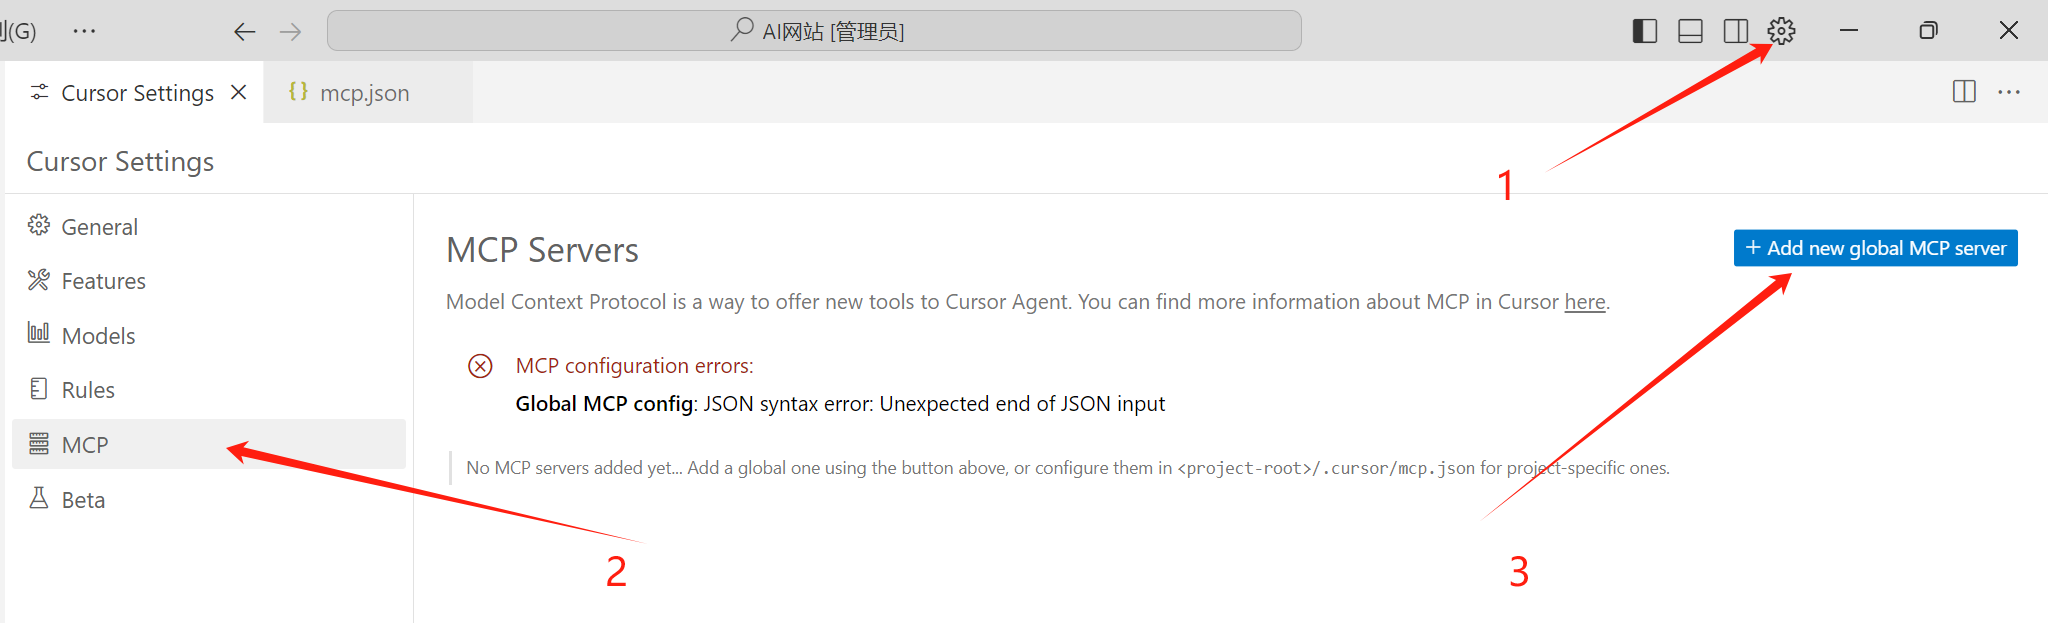 (G) ···
AI网站 [管理员]
Cursor Settings
mcp.json
Cursor Settings
1
General
Features
Models
Rules
MCP
Beta
MCP Servers
+ Add new global MCP server
Model Context Protocol is a way to offer new tools to Cursor Agent. You can find more information about MCP in Cursor here.
MCP configuration errors:
Global MCP config: JSON syntax error: Unexpected end of JSON input
No MCP servers added yet... Add a global one using the button above, or configure them in <project-root>/.cursor/mcp.json for project-specific ones.
2
3